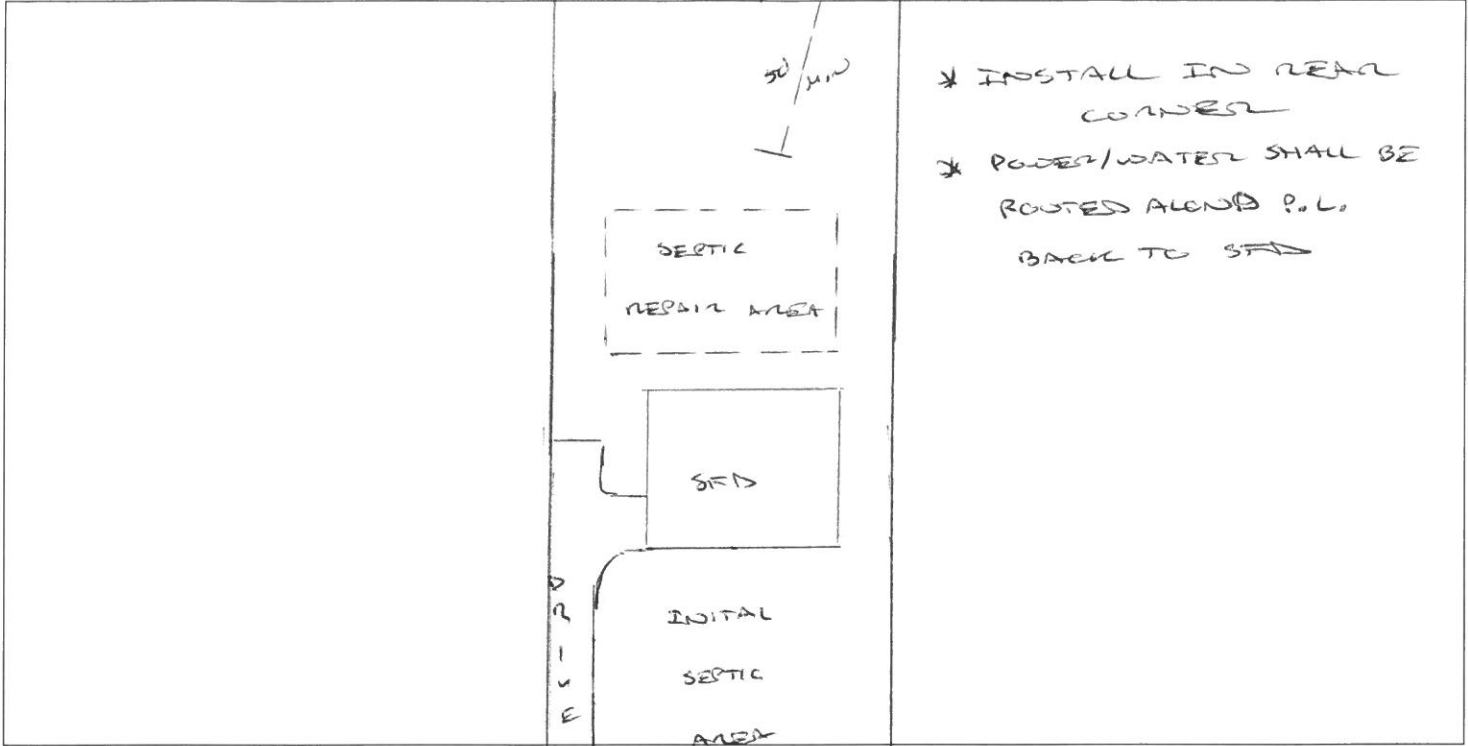 50' MIN
* INSTALL IN REAR
CORNER
* POWER/WATER SHALL BE
ROUTED ALONG P.L.
BACK TO SFD
SEPTIC
REPAIR AREA
SFD
DRIVE
INITAL
SEPTIC
AREA